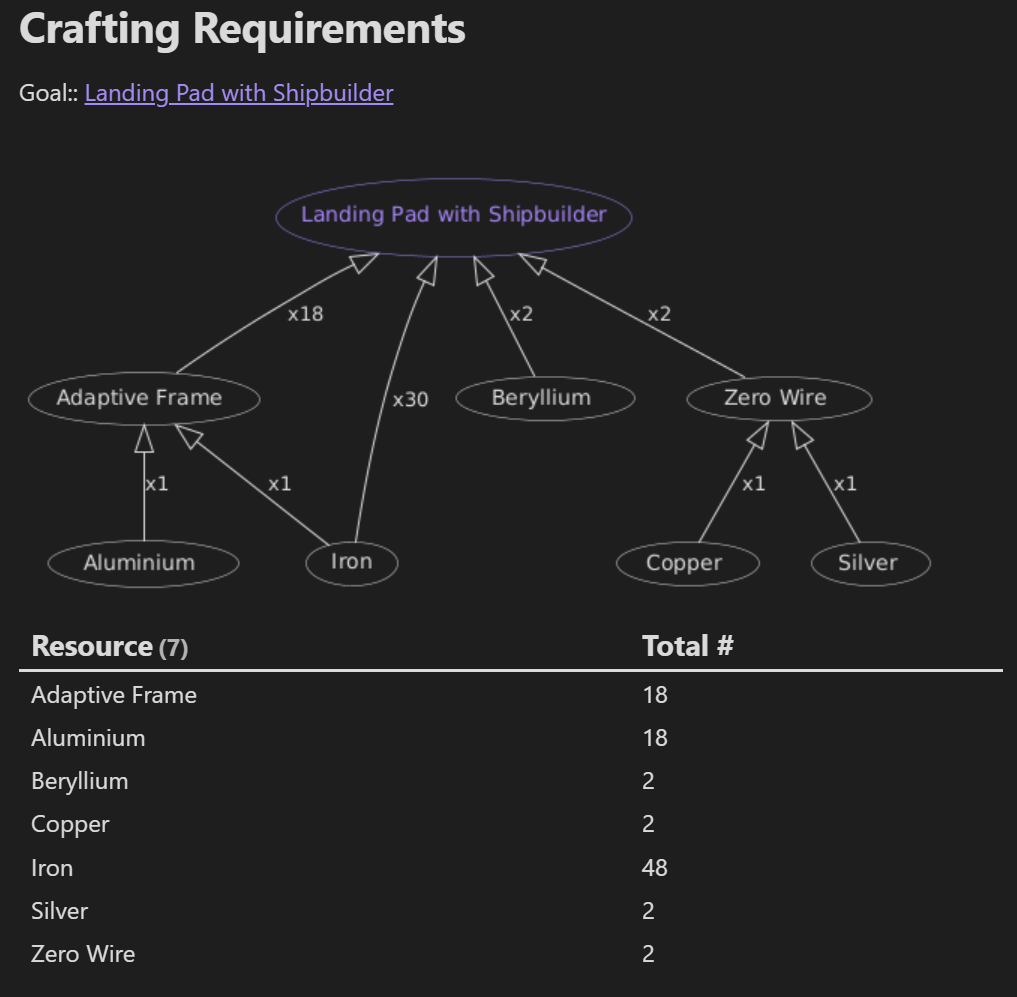 Crafting Requirements
Goal:: Landing Pad with Shipbuilder
Landing Pad with Shipbuilder
x18
x2
x2
Adaptive Frame
x30
Beryllium
Zero Wire
x1
x1
x1
x1
Aluminium
Iron
Copper
Silver
Resource (7) Total #
Adaptive Frame 18
Aluminium 18
Beryllium 2
Copper 2
Iron 48
Silver 2
Zero Wire 2